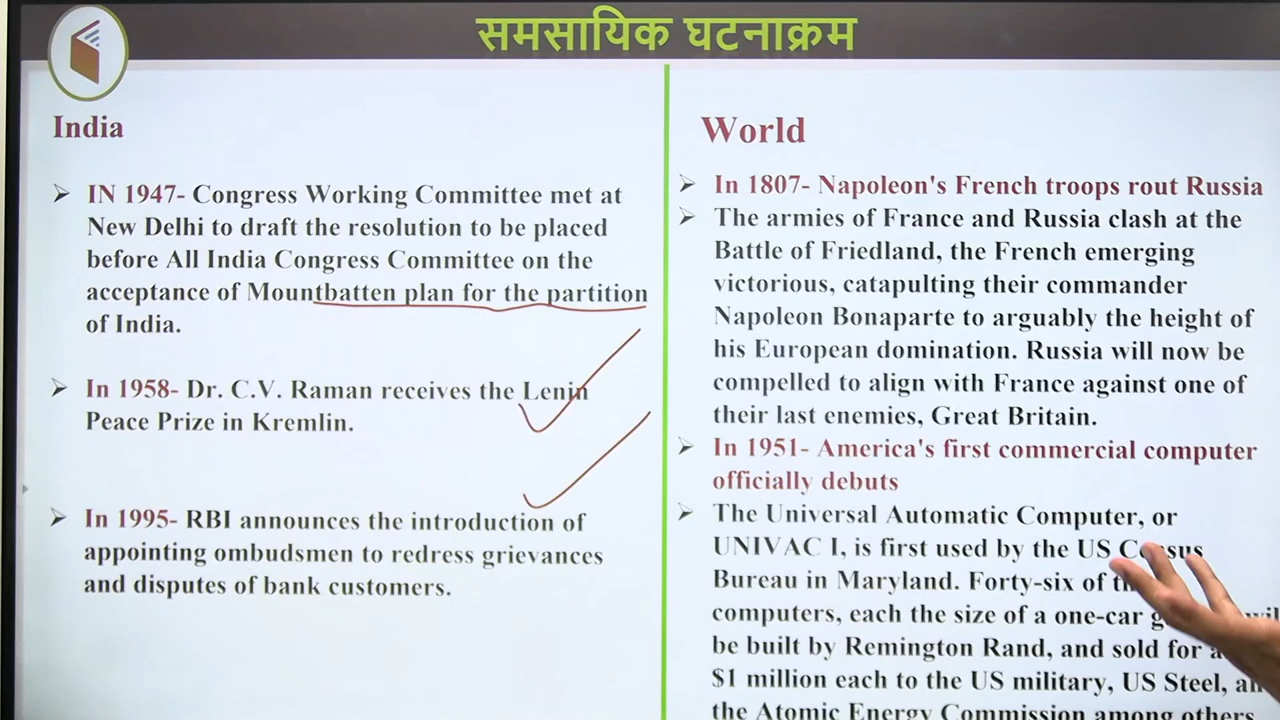 समसामयिक घटनाक्रम
India
IN 1947- Congress Working Committee met at
New Delhi to draft the resolution to be placed
before All India Congress Committee on the
acceptance of Mountbatten plan for the partition
of India.
In 1958- Dr. C.V. Raman receives the Lenin
Peace Prize in Kremlin.
In 1995- RBI announces the introduction of
appointing ombudsmen to redress grievances
and disputes of bank customers.
World
In 1807- Napoleon's French troops rout Russia
The armies of France and Russia clash at the
Battle of Friedland, the French emerging
victorious, catapulting their commander
Napoleon Bonaparte to arguably the height of
his European domination. Russia will now be
compelled to align with France against one of
their last enemies, Great Britain.
In 1951- America's first commercial computer
officially debuts
The Universal Automatic Computer, or
UNIVAC I, is first used by the US Census
Bureau in Maryland. Forty-six of
computers, each the size of a one-car
be built by Remington Rand, and sold for
$1 million each to the US military, US Steel,
the Atomic Energy Commission among others